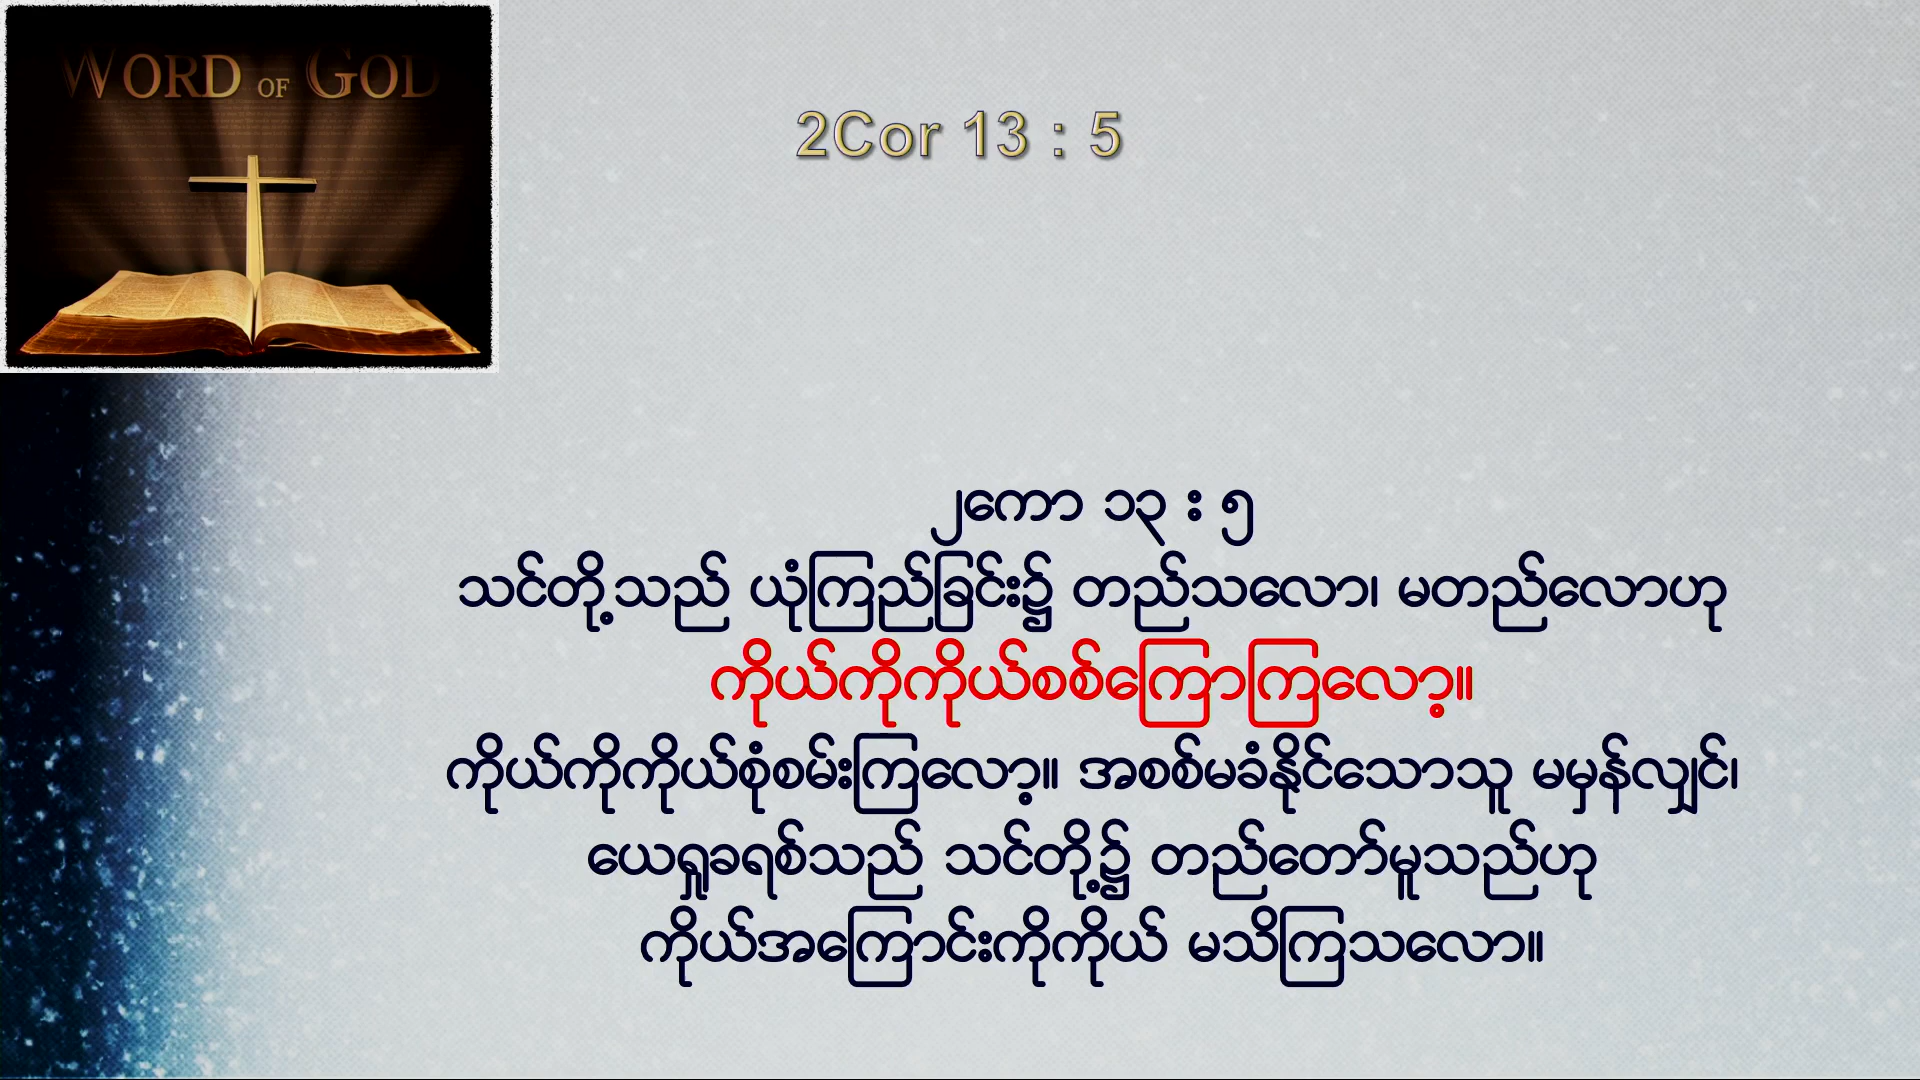 WORD OF GOD
2Cor 13 : 5
၂ကော ၁၃ : ၅
သင်တို့သည် ယုံကြည်ခြင်း၌ တည်သလော၊ မတည်လောဟု
ကိုယ်ကိုကိုယ်စစ်ကြောကြလော့။
ကိုယ်ကိုကိုယ်စုံစမ်းကြလော့။ အစစ်မခံနိုင်သောသူ မမှန်လျှင်၊
ယေရှုခရစ်သည် သင်တို့၌ တည်တော်မူသည်ဟု
ကိုယ်အကြောင်းကိုကိုယ် မသိကြသလော။